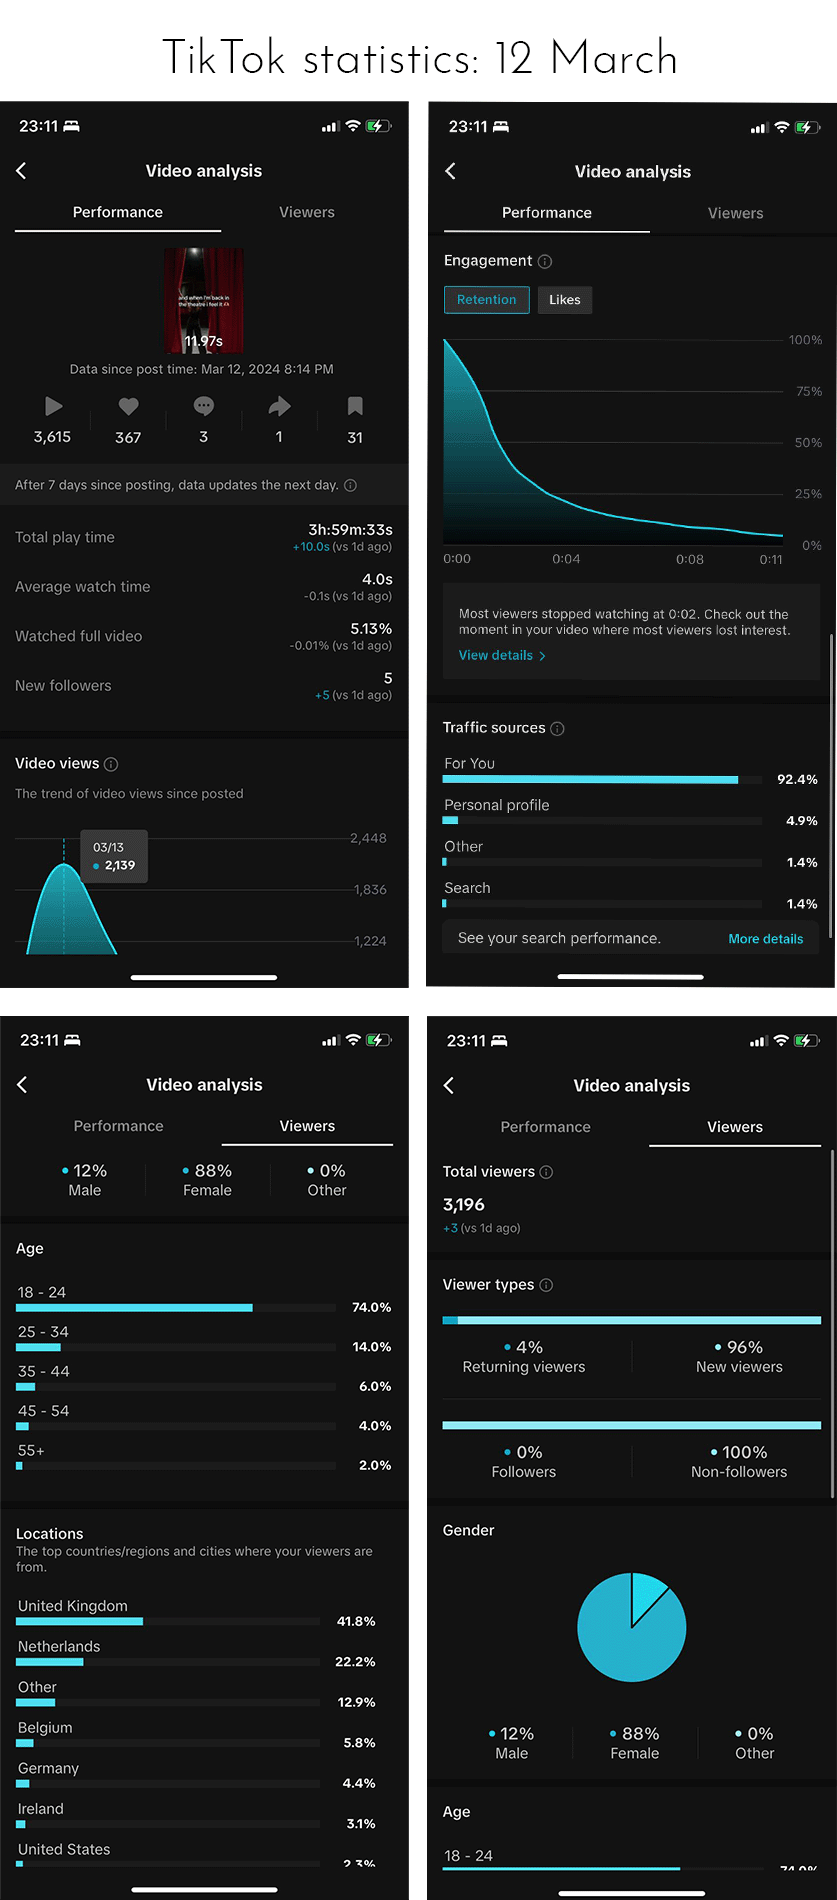 TikTok statistics: 12 March
23:11
Video analysis
Performance Viewers
and when I'm back in
the theatre i feel it
11.97s
Data since post time: Mar 12, 2024 8:14 PM
3,615 367 3 1 31
After 7 days since posting, data updates the next day.
Total play time 3h:59m:33s
+10.0s (vs 1d ago)
Average watch time 4.0s
-0.1s (vs 1d ago)
Watched full video 5.13%
-0.01% (vs 1d ago)
New followers 5
+5 (vs 1d ago)
Video views
The trend of video views since posted
2,448
03/13
2,139
1,836
1,224
23:11
Video analysis
Performance Viewers
Engagement
Retention Likes
100%
75%
50%
25%
0%
0:00 0:04 0:08 0:11
Most viewers stopped watching at 0:02. Check out the
moment in your video where most viewers lost interest.
View details >
Traffic sources
For You
92.4%
Personal profile
4.9%
Other
1.4%
Search
1.4%
See your search performance. More details
23:11
Video analysis
Performance Viewers
12% 88% 0%
Male Female Other
Age
18 - 24
74.0%
25 - 34
14.0%
35 - 44
6.0%
45 - 54
4.0%
55+
2.0%
Locations
The top countries/regions and cities where your viewers are
from.
United Kingdom
41.8%
Netherlands
22.2%
Other
12.9%
Belgium
5.8%
Germany
4.4%
Ireland
3.1%
United States
2.3%
23:11
Video analysis
Performance Viewers
Total viewers
3,196
+3 (vs 1d ago)
Viewer types
4% 96%
Returning viewers New viewers
0% 100%
Followers Non-followers
Gender
12% 88% 0%
Male Female Other
Age
18 - 24
74.0%